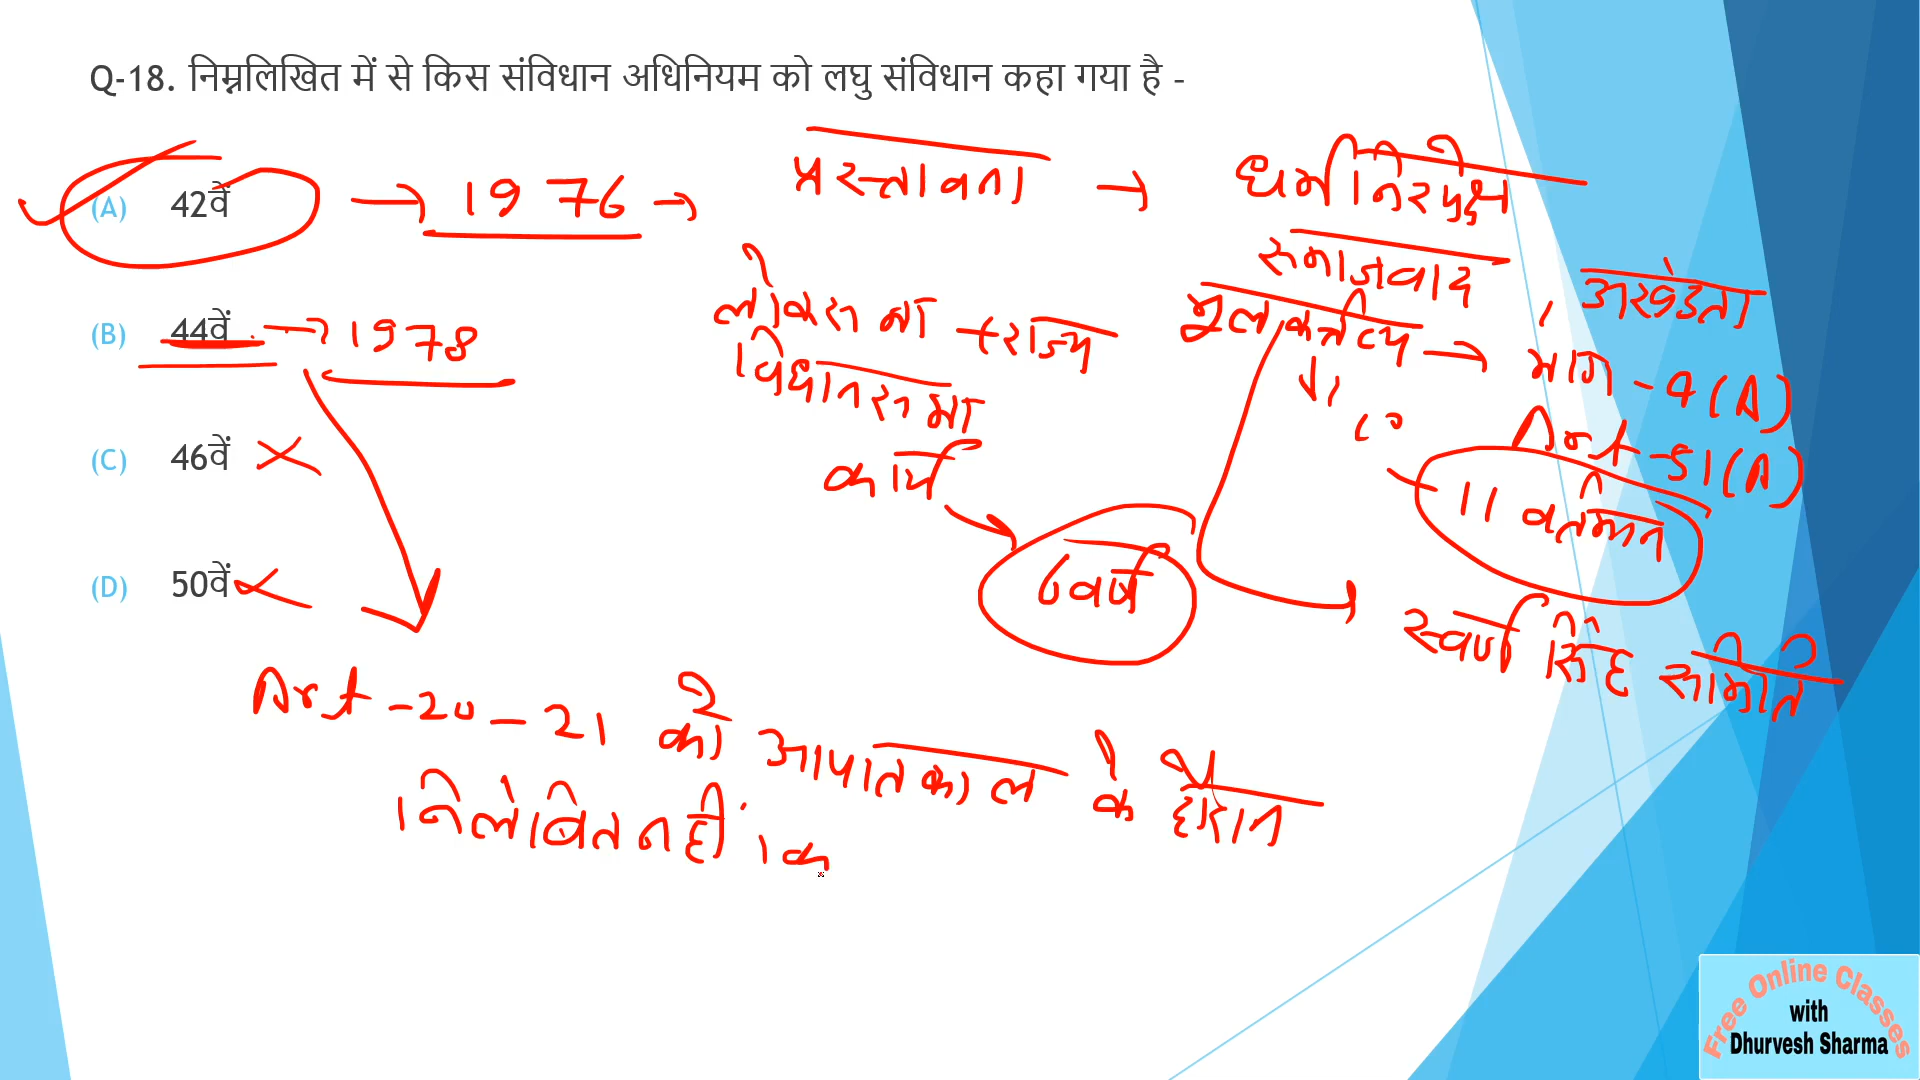 Q-18. निम्नलिखित में से किस संविधान अधिनियम को लघु संविधान कहा गया है -
(A) 42वें → 1976 → प्रस्तावना → धर्मनिरपेक्ष
समाजवाद, अखंडता
(B) 44वें → 1978
लोकसभा + राज्य
विधानसभा
कार्य
6 वर्ष
मूल कर्तव्य → भाग - 4(A)
10
Art - 51(A)
11 वर्तमान
स्वर्ण सिंह समिति
(C) 46वें
(D) 50वें
Art - 20 - 21 को आपातकाल के दौरान
निलंबित नहीं कि
Free Online Classes
with
Dhurvesh Sharma